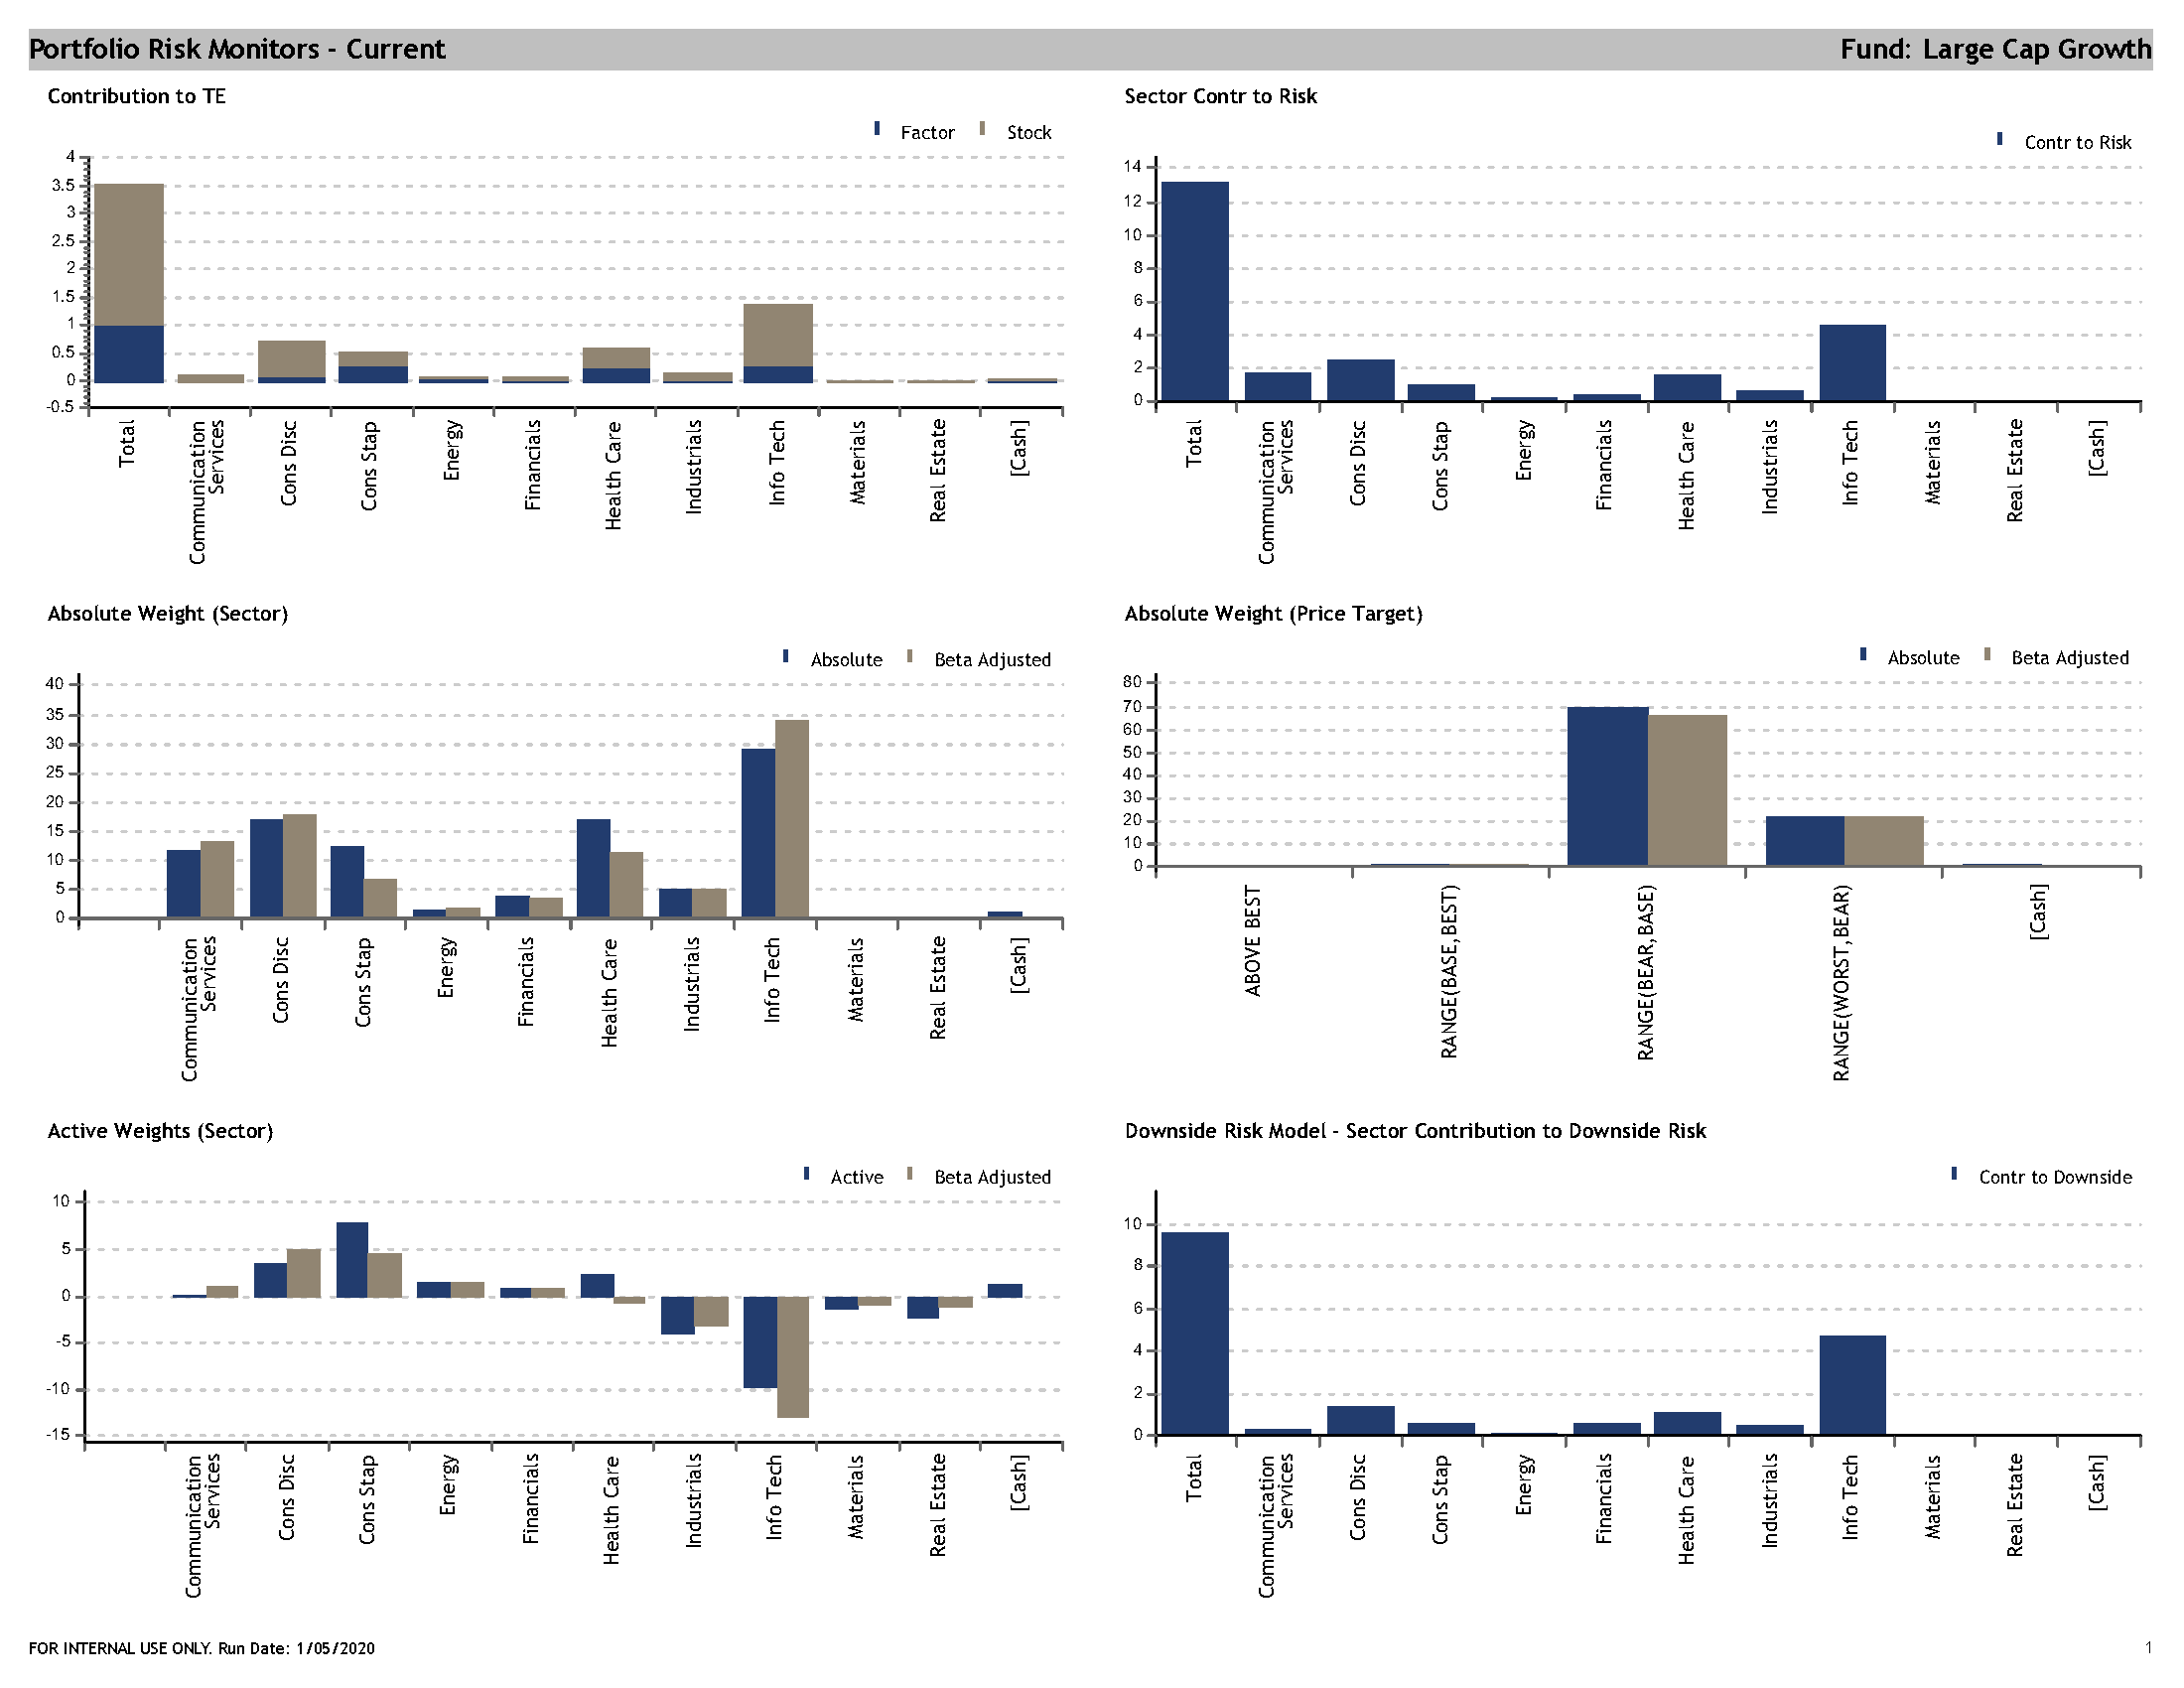 Portfolio Risk Monitors - Current
Fund: Large Cap Growth
Contribution to TE
Factor Stock
4
3.5
3
2.5
2
1.5
1
0.5
0
-0.5
Total
Communication
Services
Cons Disc
Cons Stap
Energy
Financials
Health Care
Industrials
Info Tech
Materials
Real Estate
[Cash]
Sector Contr to Risk
Contr to Risk
14
12
10
8
6
4
2
0
Total
Communication
Services
Cons Disc
Cons Stap
Energy
Financials
Health Care
Industrials
Info Tech
Materials
Real Estate
[Cash]
Absolute Weight (Sector)
Absolute Beta Adjusted
40
35
30
25
20
15
10
5
0
Communication
Services
Cons Disc
Cons Stap
Energy
Financials
Health Care
Industrials
Info Tech
Materials
Real Estate
[Cash]
Absolute Weight (Price Target)
Absolute Beta Adjusted
80
70
60
50
40
30
20
10
0
ABOVE BEST
RANGE(BASE,BEST)
RANGE(BEAR,BASE)
RANGE(WORST,BEAR)
[Cash]
Active Weights (Sector)
Active Beta Adjusted
10
5
0
-5
-10
-15
Communication
Services
Cons Disc
Cons Stap
Energy
Financials
Health Care
Industrials
Info Tech
Materials
Real Estate
[Cash]
Downside Risk Model - Sector Contribution to Downside Risk
Contr to Downside
10
8
6
4
2
0
Total
Communication
Services
Cons Disc
Cons Stap
Energy
Financials
Health Care
Industrials
Info Tech
Materials
Real Estate
[Cash]
FOR INTERNAL USE ONLY. Run Date: 1/05/2020
1